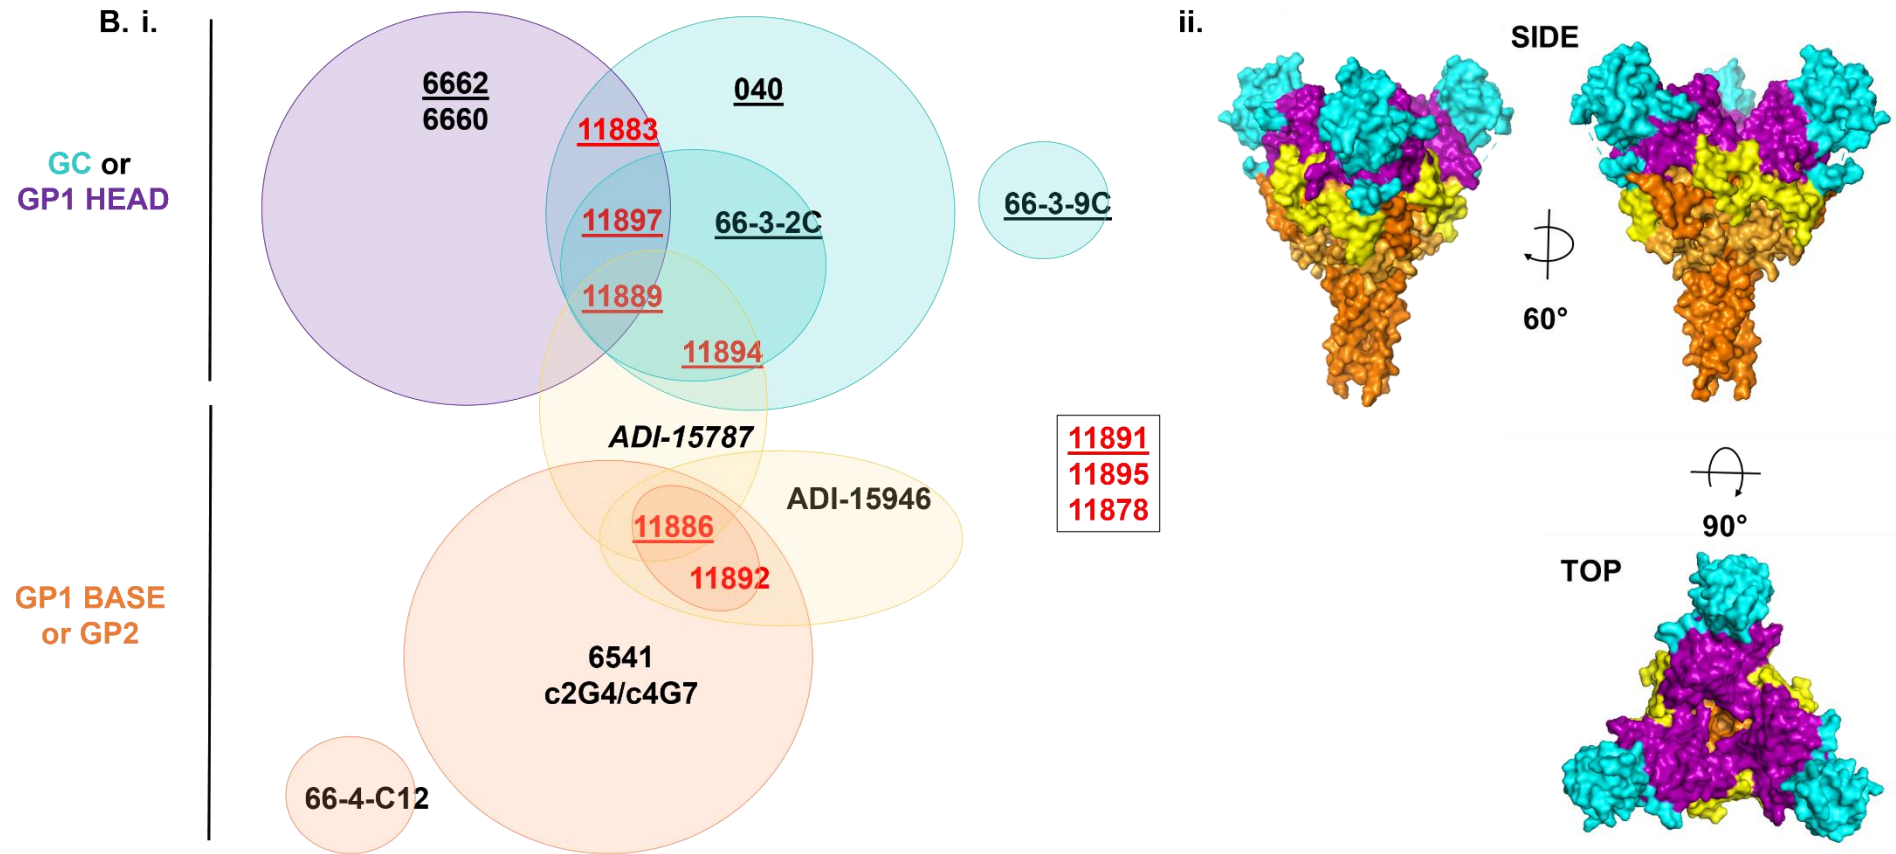 B. i.
GC or
GP1 HEAD
GP1 BASE
or GP2
6662
6660
040
11883
11897
66-3-2C
66-3-9C
11889
11894
ADI-15787
ADI-15946
11886
11892
6541
c2G4/c4G7
66-4-C12
11891
11895
11878
ii.
SIDE
60°
90°
TOP